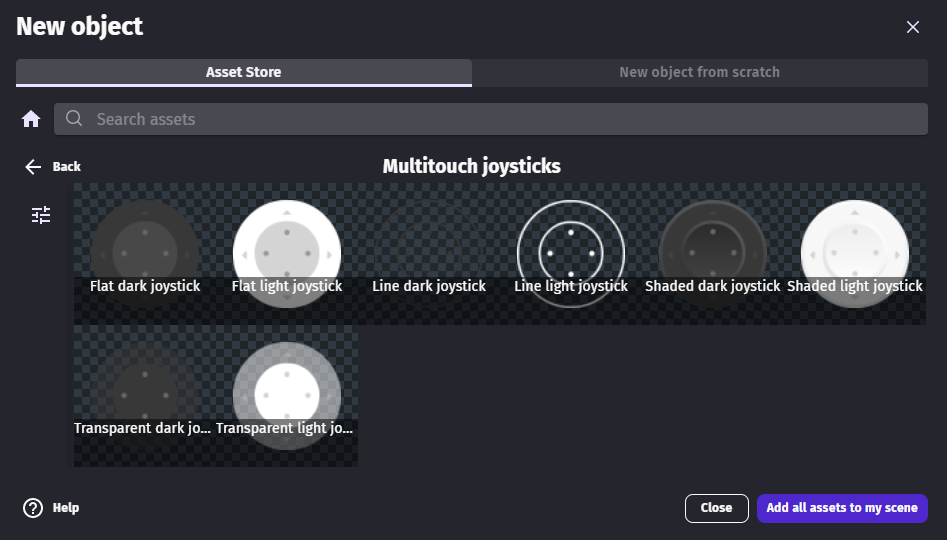 New object
Asset Store
New object from scratch
Search assets
Back
Multitouch joysticks
Flat dark joystick
Flat light joystick
Line dark joystick
Line light joystick
Shaded dark joystick
Shaded light joystick
Transparent dark jo...
Transparent light jo...
Help
Close
Add all assets to my scene